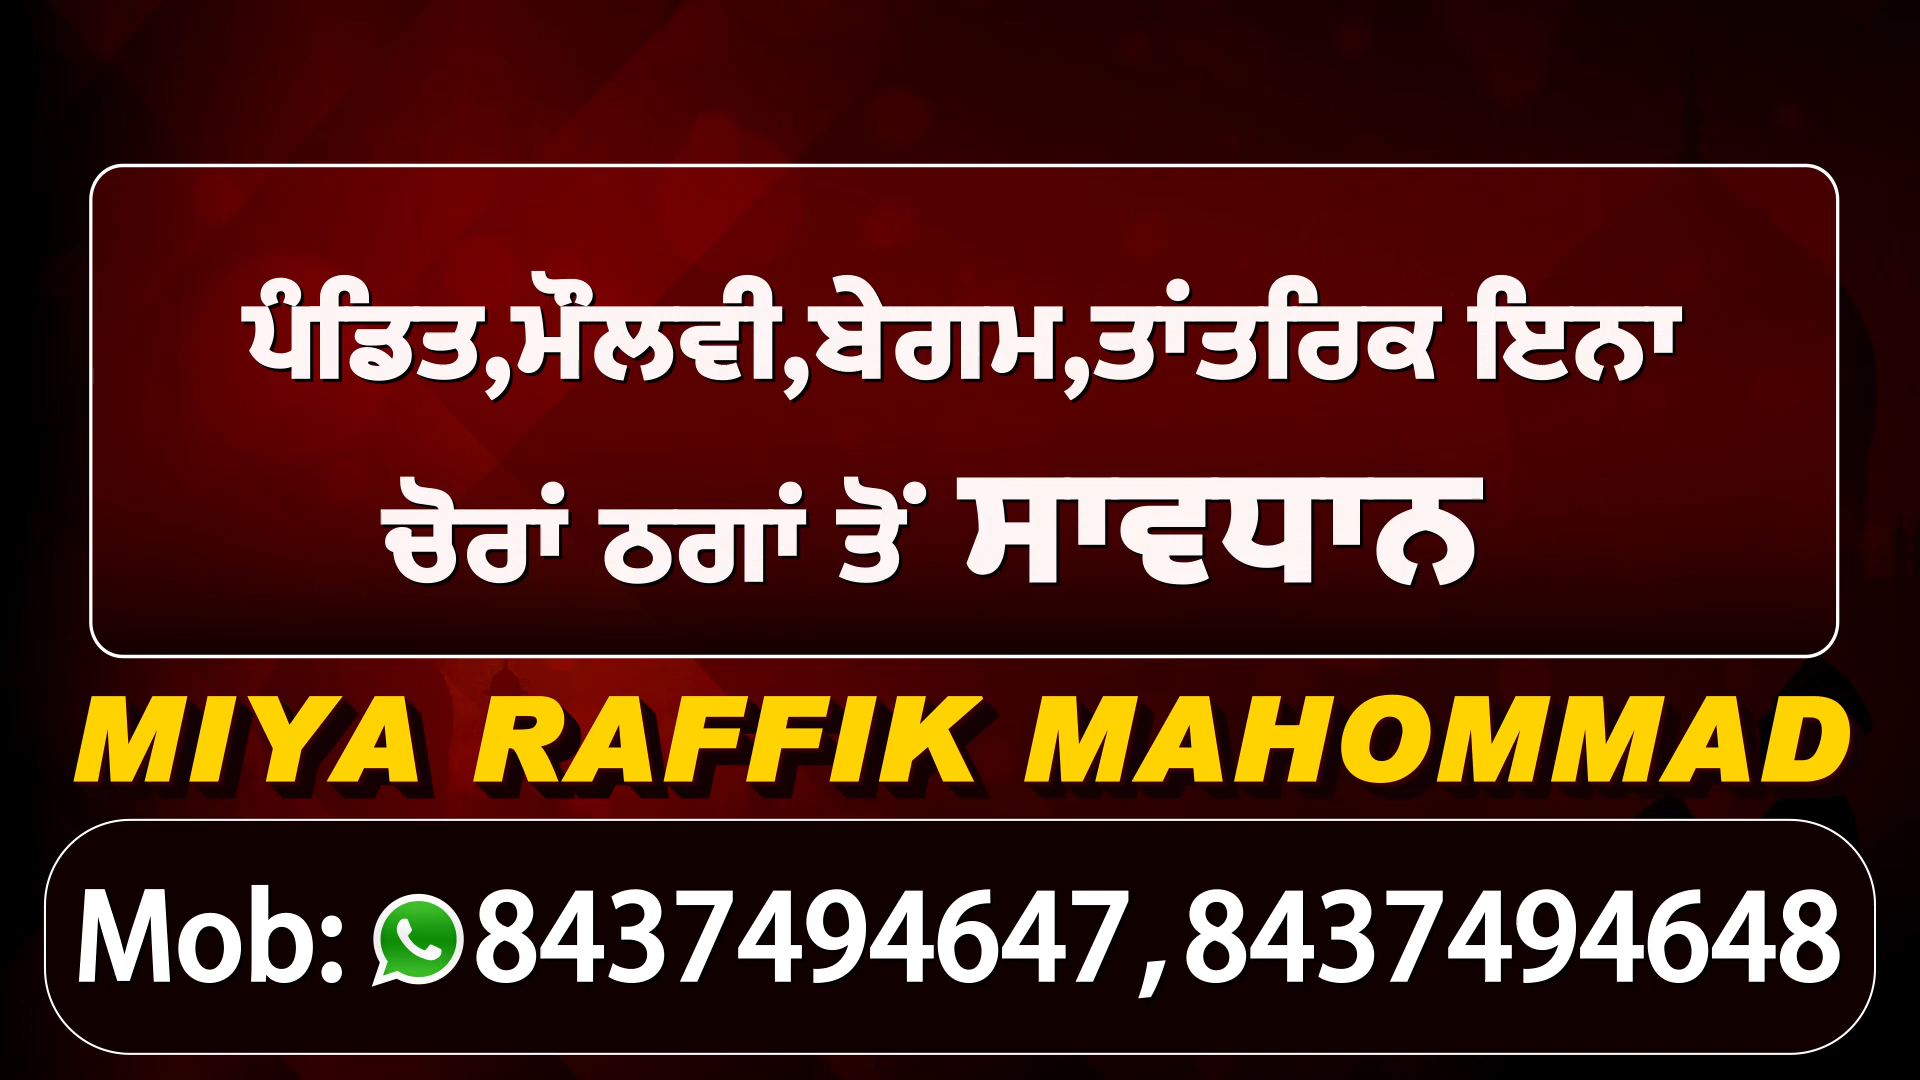 ਪੰਡਿਤ,ਮੌਲਵੀ,ਬੇਗਮ,ਤਾਂਤਰਿਕ ਇਨਾ
ਚੋਰਾਂ ਠਗਾਂ ਤੋਂ ਸਾਵਧਾਨ
MIYA RAFFIK MAHOMMAD
Mob: 8437494647, 8437494648